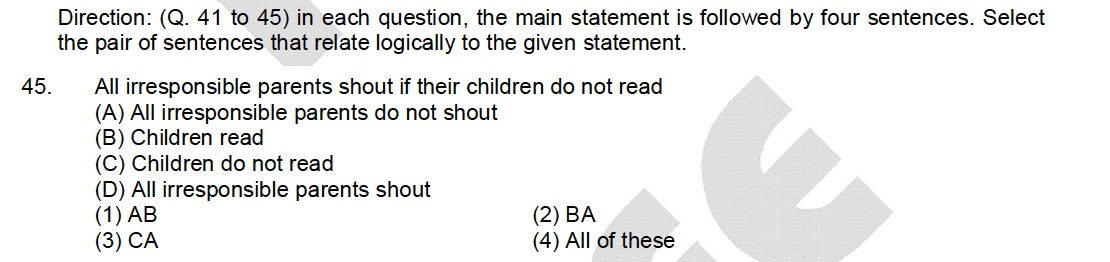 Direction: (Q. 41 to 45) in each question, the main statement is followed by four sentences. Select
the pair of sentences that relate logically to the given statement.
45. All irresponsible parents shout if their children do not read
(A) All irresponsible parents do not shout
(B) Children read
(C) Children do not read
(D) All irresponsible parents shout
(1) AB (2) BA
(3) CA (4) All of these